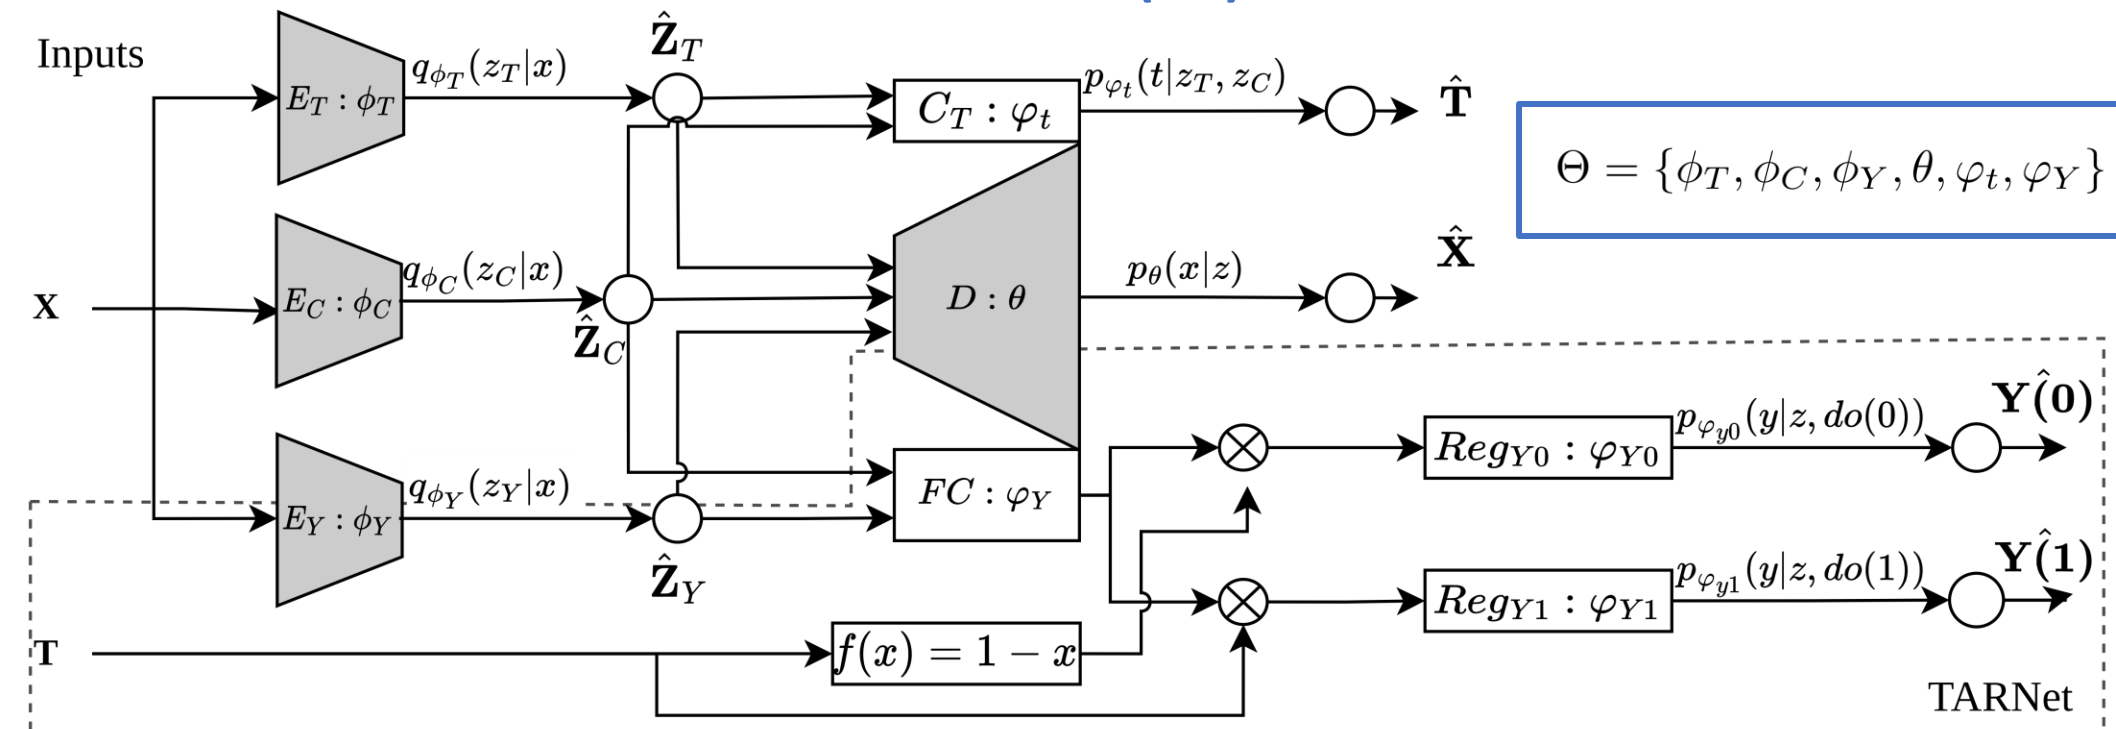 Inputs
X
T
E_T : ϕ_T
E_C : ϕ_C
E_Y : ϕ_Y
q_{ϕ_T}(z_T|x)
q_{ϕ_C}(z_C|x)
q_{ϕ_Y}(z_Y|x)
Ẑ_T
Ẑ_C
Ẑ_Y
C_T : φ_t
D : θ
FC : φ_Y
f(x) = 1 − x
p_{φ_t}(t|z_T, z_C)
p_θ(x|z)
T̂
X̂
Θ = {ϕ_T, ϕ_C, ϕ_Y, θ, φ_t, φ_Y}
Reg_{Y0} : φ_{Y0}
Reg_{Y1} : φ_{Y1}
p_{φ_{y0}}(y|z, do(0))
p_{φ_{y1}}(y|z, do(1))
Y(̂0)
Y(̂1)
TARNet